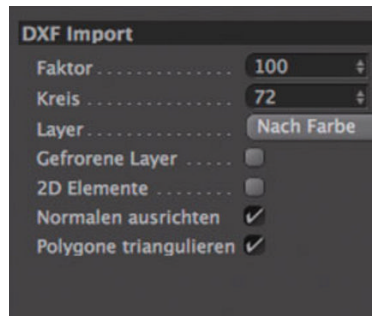 DXF Import
Faktor . . . . . . . . . . . . . . 100
Kreis . . . . . . . . . . . . . . . 72
Layer . . . . . . . . . . . . . . . Nach Farbe
Gefrorene Layer . . . . .
2D Elemente . . . . . . . .
Normalen ausrichten
Polygone triangulieren